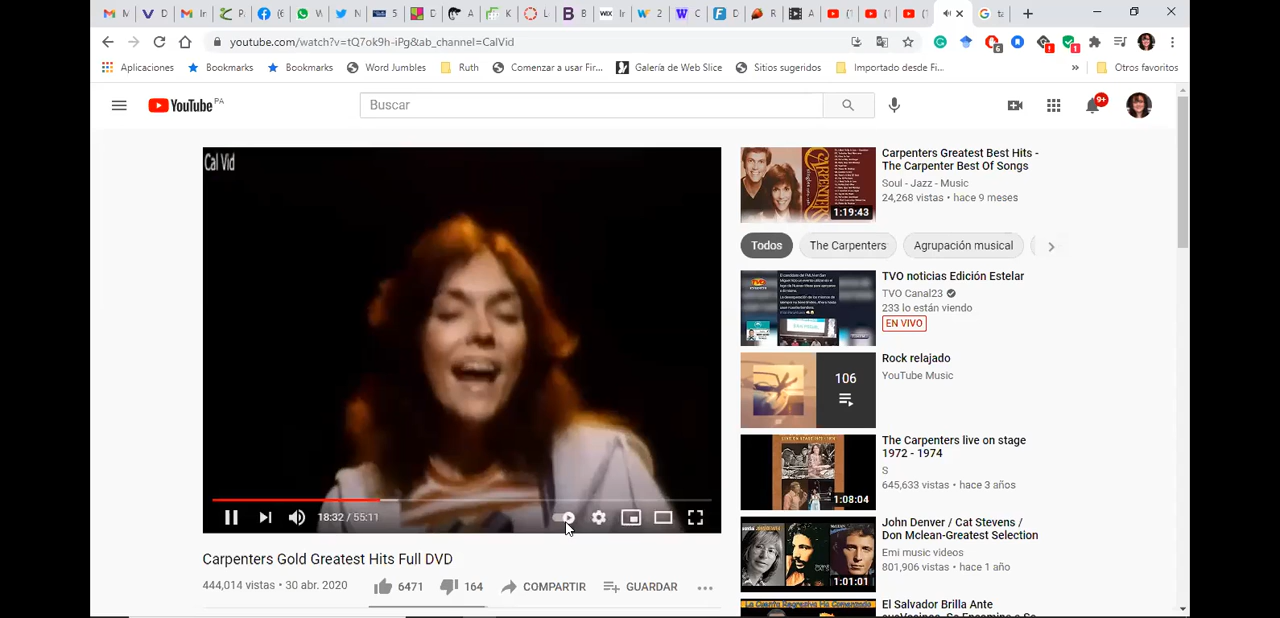 youtube.com/watch?v=tQ7Dt9h-iPg&ab_channel=CalVid
Aplicaciones
Bookmarks
Bookmarks
Old Jumbles
Ruth
Comenzar a usar Fir...
Galería de Web Slice
Sitios sugeridos
Importado desde Fi...
»
Otros favoritos
YouTube PA
Buscar
9+
Cal Vid
18:32 / 55:11
Carpenters Gold Greatest Hits Full DVD
444,014 vistas • 30 abr. 2020
6471
164
COMPARTIR
GUARDAR
Carpenters Greatest Best Hits -
The Carpenter Best Of Songs
Soul - Jazz - Music
24,268 vistas • hace 9 meses
1:19:43
Todos
The Carpenters
Agrupación musical
TVO noticias Edición Estelar
TVO Canal23
233 lo están viendo
EN VIVO
Rock relajado
YouTube Music
106
The Carpenters live on stage
1972 - 1974
S
645,633 vistas • hace 3 años
1:08:04
John Denver / Cat Stevens /
Don Mclean-Greatest Selection
Emi music videos
801,906 vistas • hace 1 año
1:01:01
El Salvador Brilla Ante